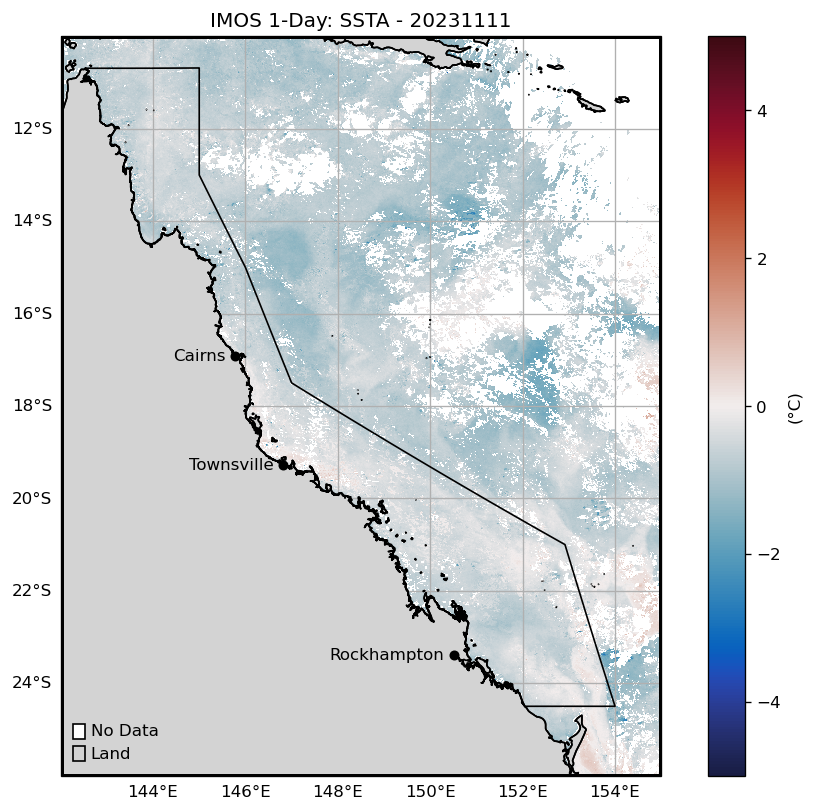 IMOS 1-Day: SSTA - 20231111
12°S
14°S
16°S
18°S
20°S
22°S
24°S
Cairns
Townsville
Rockhampton
No Data
Land
144°E 146°E 148°E 150°E 152°E 154°E
4
2
0
−2
−4
(°C)